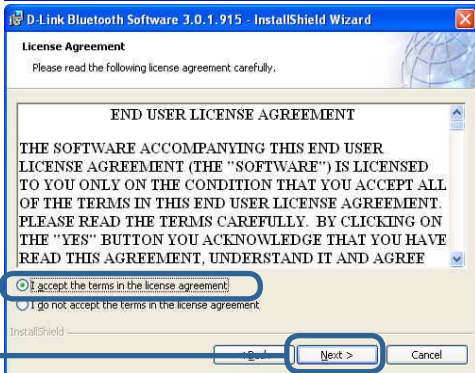 D-Link Bluetooth Software 3.0.1.915 - InstallShield Wizard
License Agreement
Please read the following license agreement carefully.
END USER LICENSE AGREEMENT
THE SOFTWARE ACCOMPANYING THIS END USER
LICENSE AGREEMENT (THE "SOFTWARE") IS LICENSED
TO YOU ONLY ON THE CONDITION THAT YOU ACCEPT ALL
OF THE TERMS IN THIS END USER LICENSE AGREEMENT.
PLEASE READ THE TERMS CAREFULLY. BY CLICKING ON
THE "YES" BUTTON YOU ACKNOWLEDGE THAT YOU HAVE
READ THIS AGREEMENT, UNDERSTAND IT AND AGREE
I accept the terms in the license agreement
I do not accept the terms in the license agreement
InstallShield
Next >
Cancel